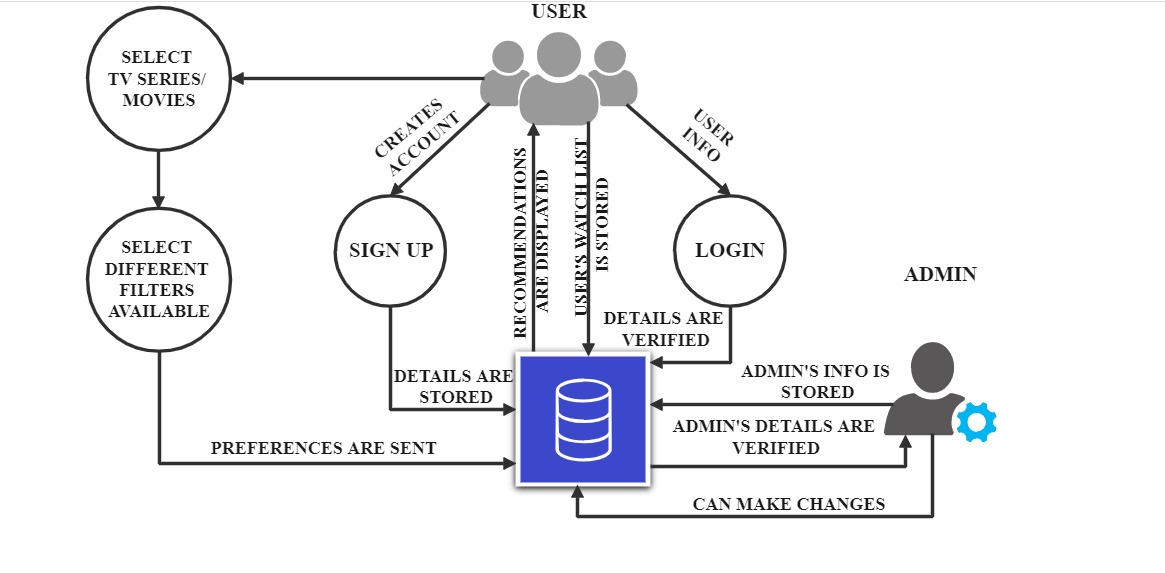 USER
SELECT
TV SERIES/
MOVIES
CREATES
ACCOUNT
USER
INFO
RECOMMENDATIONS
ARE DISPLAYED
USER'S WATCH LIST
IS STORED
SELECT
DIFFERENT
FILTERS
AVAILABLE
SIGN UP
LOGIN
ADMIN
DETAILS ARE
VERIFIED
DETAILS ARE
STORED
ADMIN'S INFO IS
STORED
ADMIN'S DETAILS ARE
VERIFIED
PREFERENCES ARE SENT
CAN MAKE CHANGES